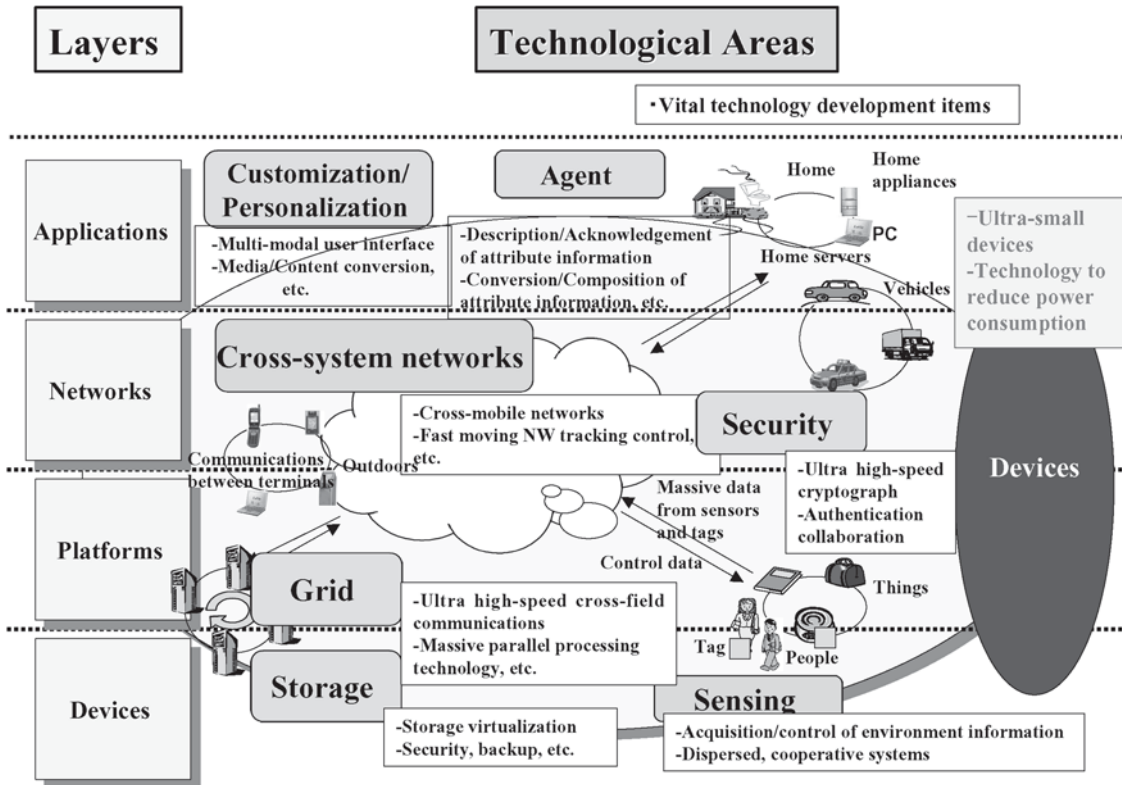 Layers
Technological Areas
・Vital technology development items
Applications
Customization/
Personalization
-Multi-modal user interface
-Media/Content conversion,
etc.
Agent
-Description/Acknowledgement
of attribute information
-Conversion/Composition of
attribute information, etc.
Home
Home
appliances
PC
Home servers
Vehicles
-Ultra-small
devices
-Technology to
reduce power
consumption
Networks
Cross-system networks
-Cross-mobile networks
-Fast moving NW tracking control,
etc.
Security
-Ultra high-speed
cryptograph
-Authentication
collaboration
Communications
between terminals
Outdoors
Devices
Platforms
Massive data
from sensors
and tags
Control data
Grid
-Ultra high-speed cross-field
communications
-Massive parallel processing
technology, etc.
Things
Tag
People
Devices
Storage
-Storage virtualization
-Security, backup, etc.
Sensing
-Acquisition/control of environment information
-Dispersed, cooperative systems